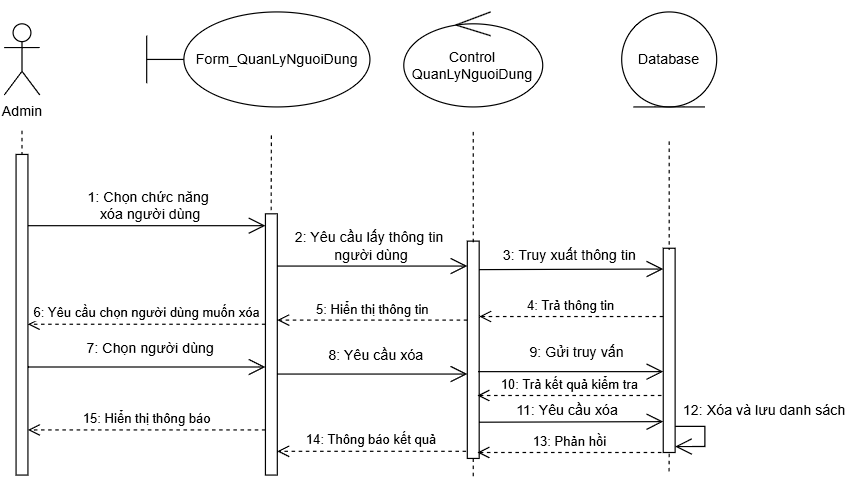 Form_QuanLyNguoiDung
Control
QuanLyNguoiDung
Database
Admin
1: Chọn chức năng
xóa người dùng
2: Yêu cầu lấy thông tin
người dùng
3: Truy xuất thông tin
4: Trả thông tin
5: Hiển thị thông tin
6: Yêu cầu chọn người dùng muốn xóa
7: Chọn người dùng
8: Yêu cầu xóa
9: Gửi truy vấn
10: Trả kết quả kiểm tra
11: Yêu cầu xóa
12: Xóa và lưu danh sách
13: Phản hồi
14: Thông báo kết quả
15: Hiển thị thông báo